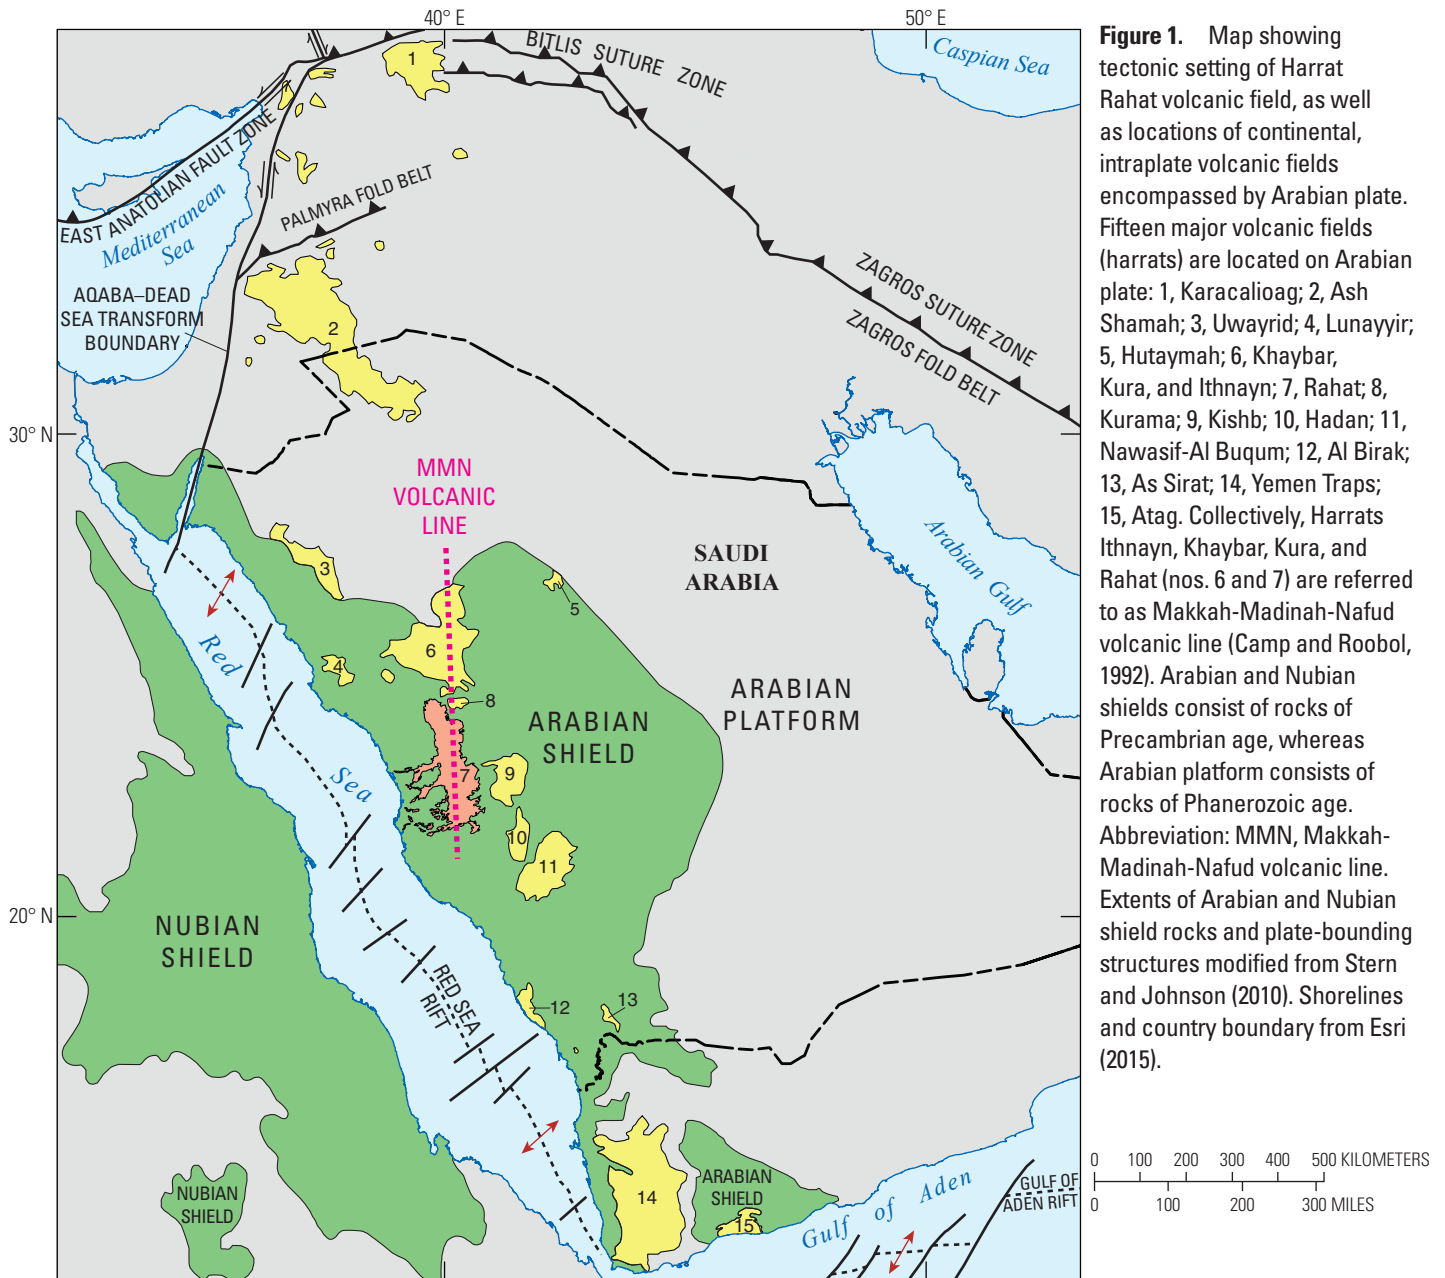 40° E
50° E
BITLIS SUTURE ZONE
Caspian Sea
1
EAST ANATOLIAN FAULT ZONE
Mediterranean
Sea
PALMYRA FOLD BELT
AQABA–DEAD
SEA TRANSFORM
BOUNDARY
2
ZAGROS SUTURE ZONE
ZAGROS FOLD BELT
30° N
MMN
VOLCANIC
LINE
SAUDI
ARABIA
Arabian Gulf
3
5
Red
Sea
4
6
8
ARABIAN
SHIELD
ARABIAN
PLATFORM
7
9
10
11
20° N
NUBIAN
SHIELD
RED SEA
RIFT
12
13
NUBIAN
SHIELD
14
ARABIAN
SHIELD
15
Gulf of Aden
GULF OF
ADEN RIFT
Figure 1. Map showing
tectonic setting of Harrat
Rahat volcanic field, as well
as locations of continental,
intraplate volcanic fields
encompassed by Arabian plate.
Fifteen major volcanic fields
(harrats) are located on Arabian
plate: 1, Karacalioag; 2, Ash
Shamah; 3, Uwayrid; 4, Lunayyir;
5, Hutaymah; 6, Khaybar,
Kura, and Ithnayn; 7, Rahat; 8,
Kurama; 9, Kishb; 10, Hadan; 11,
Nawasif-Al Buqum; 12, Al Birak;
13, As Sirat; 14, Yemen Traps;
15, Atag. Collectively, Harrats
Ithnayn, Khaybar, Kura, and
Rahat (nos. 6 and 7) are referred
to as Makkah-Madinah-Nafud
volcanic line (Camp and Roobol,
1992). Arabian and Nubian
shields consist of rocks of
Precambrian age, whereas
Arabian platform consists of
rocks of Phanerozoic age.
Abbreviation: MMN, Makkah-
Madinah-Nafud volcanic line.
Extents of Arabian and Nubian
shield rocks and plate-bounding
structures modified from Stern
and Johnson (2010). Shorelines
and country boundary from Esri
(2015).
0 100 200 300 400 500 KILOMETERS
0 100 200 300 MILES